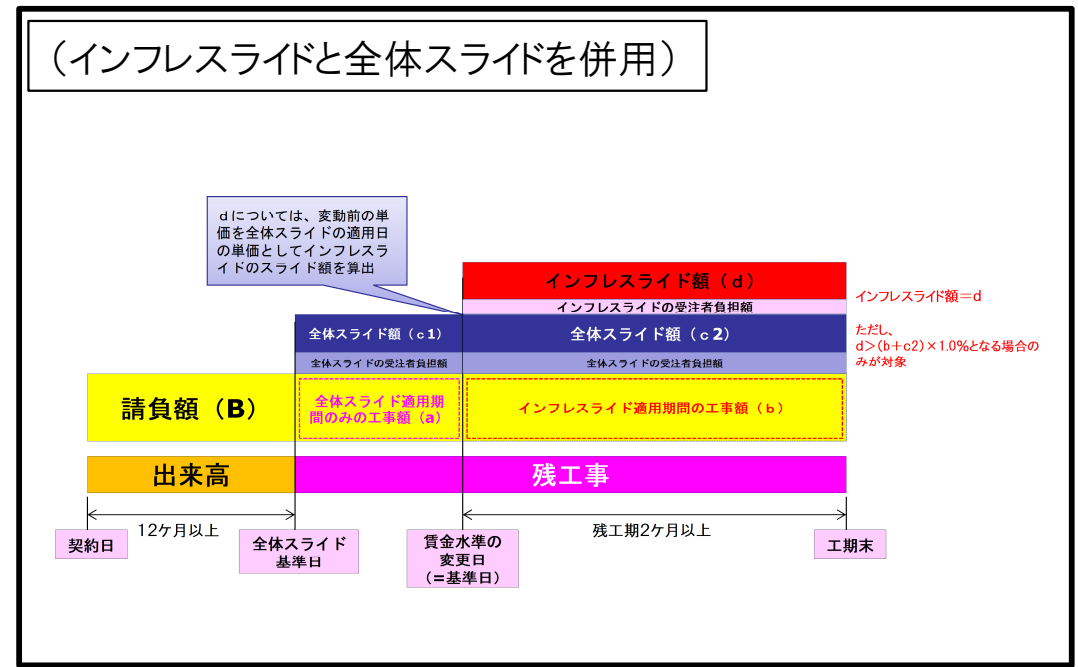 （インフレスライドと全体スライドを併用）
ｄについては、変動前の単
価を全体スライドの適用日
の単価としてインフレスラ
イドのスライド額を算出
インフレスライド額（ｄ）
インフレスライドの受注者負担額
インフレスライド額＝d
ただし、
d＞(b＋c2)×1.0%となる場合の
みが対象
全体スライド額（ｃ1）
全体スライド額（ｃ2）
全体スライドの受注者負担額
全体スライドの受注者負担額
請負額（B）
全体スライド適用期
間のみの工事額（a）
インフレスライド適用期間の工事額（ｂ）
出来高
残工事
12ケ月以上
残工期2ケ月以上
契約日
全体スライド
基準日
賃金水準の
変更日
（＝基準日）
工期末